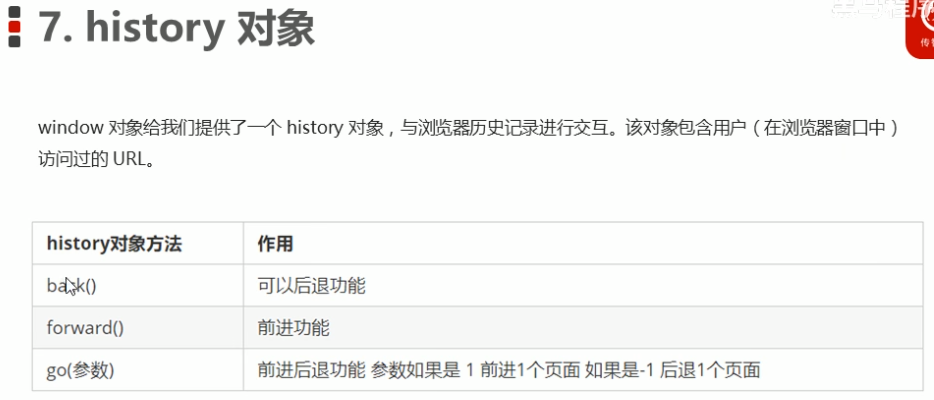 7. history 对象
window 对象给我们提供了一个 history 对象，与浏览器历史记录进行交互。该对象包含用户（在浏览器窗口中）
访问过的 URL。
history对象方法 作用
back() 可以后退功能
forward() 前进功能
go(参数) 前进后退功能 参数如果是 1 前进1个页面 如果是-1 后退1个页面